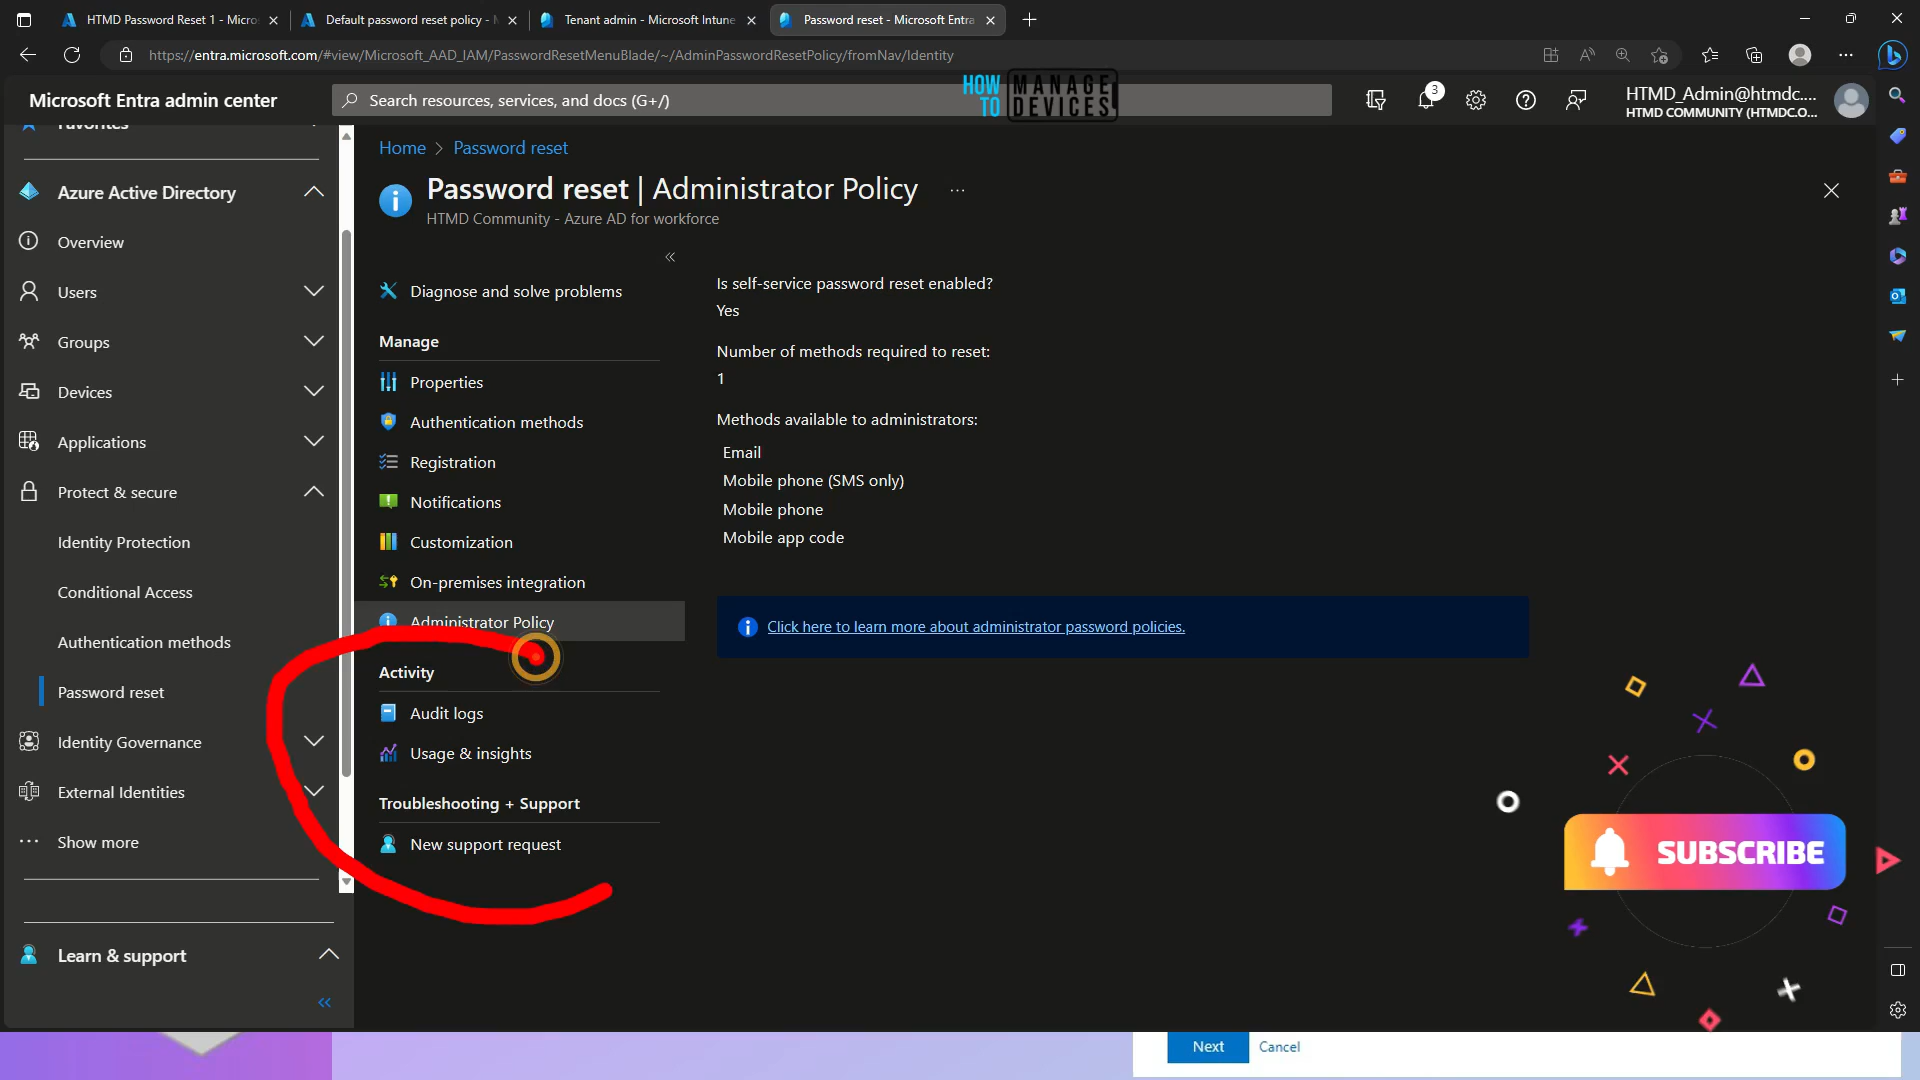 HTMD Password Reset 1 - Micros
Default password reset policy - M
Tenant admin - Microsoft Intune
Password reset - Microsoft Entra
https://entra.microsoft.com/#view/Microsoft_AAD_IAM/PasswordResetMenuBlade/~/AdminPasswordResetPolicy/fromNav/Identity
Microsoft Entra admin center
Search resources, services, and docs (G+/)
HOW TO MANAGE DEVICES
3
HTMD_Admin@htmdc....
HTMD COMMUNITY (HTMDC.O...
Favorites
Azure Active Directory
Overview
Users
Groups
Devices
Applications
Protect & secure
Identity Protection
Conditional Access
Authentication methods
Password reset
Identity Governance
External Identities
Show more
Learn & support
Home > Password reset
Password reset | Administrator Policy ...
HTMD Community - Azure AD for workforce
Diagnose and solve problems
Manage
Properties
Authentication methods
Registration
Notifications
Customization
On-premises integration
Administrator Policy
Activity
Audit logs
Usage & insights
Troubleshooting + Support
New support request
Is self-service password reset enabled?
Yes
Number of methods required to reset:
1
Methods available to administrators:
Email
Mobile phone (SMS only)
Mobile phone
Mobile app code
Click here to learn more about administrator password policies.
SUBSCRIBE
Next
Cancel